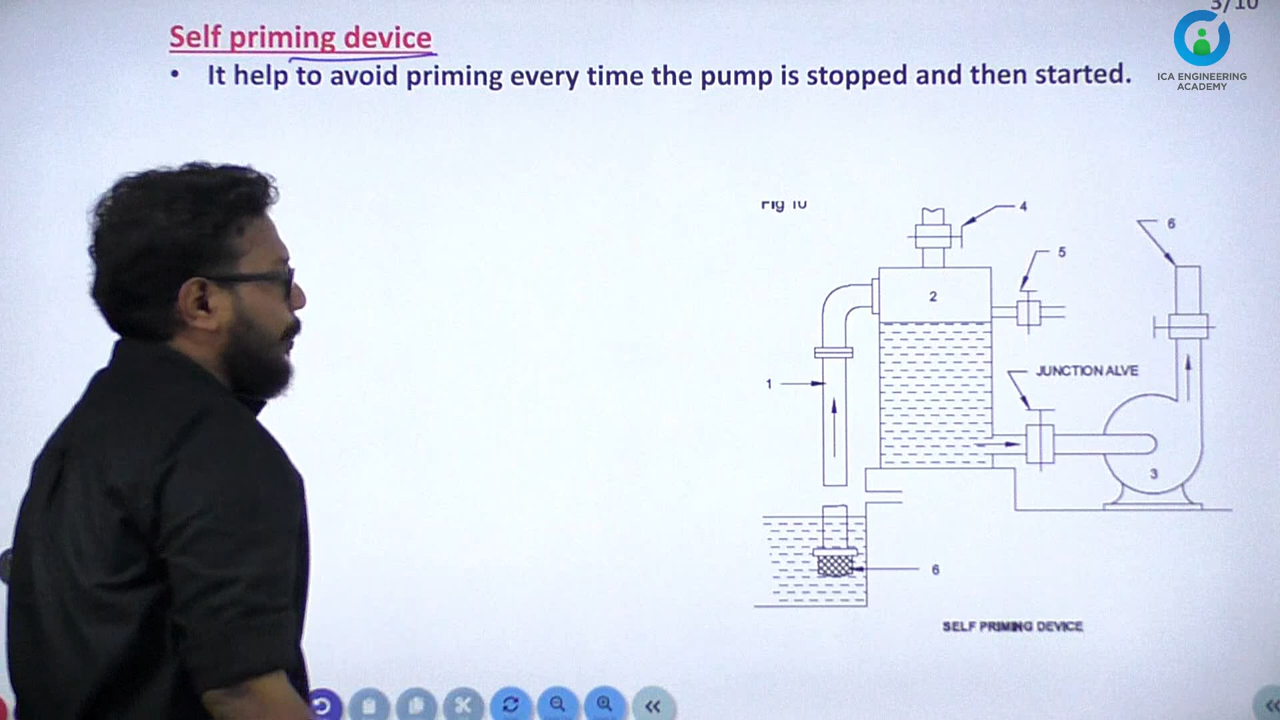 3/10
Self priming device
ICA ENGINEERING
ACADEMY
• It help to avoid priming every time the pump is stopped and then started.
Fig 10
4
6
5
2
JUNCTION ALVE
1
3
6
SELF PRIMING DEVICE